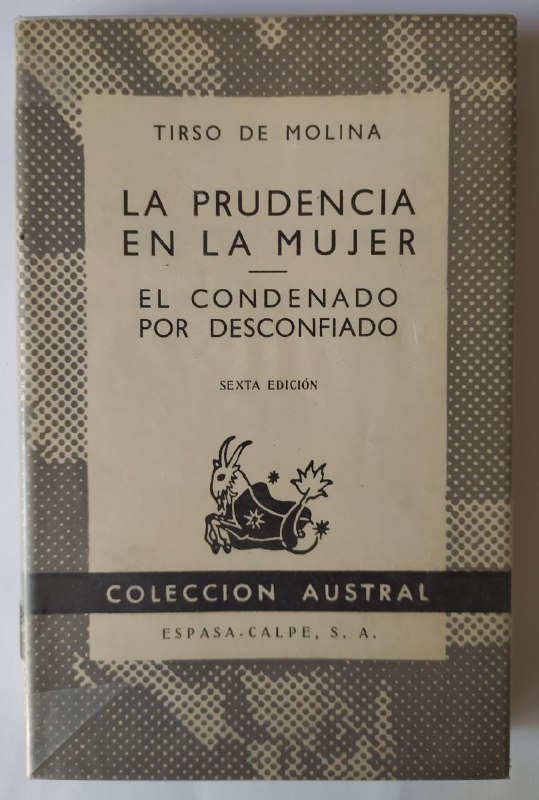 TIRSO DE MOLINA
LA PRUDENCIA
EN LA MUJER
EL CONDENADO
POR DESCONFIADO
SEXTA EDICIÓN
COLECCION AUSTRAL
ESPASA-CALPE, S. A.